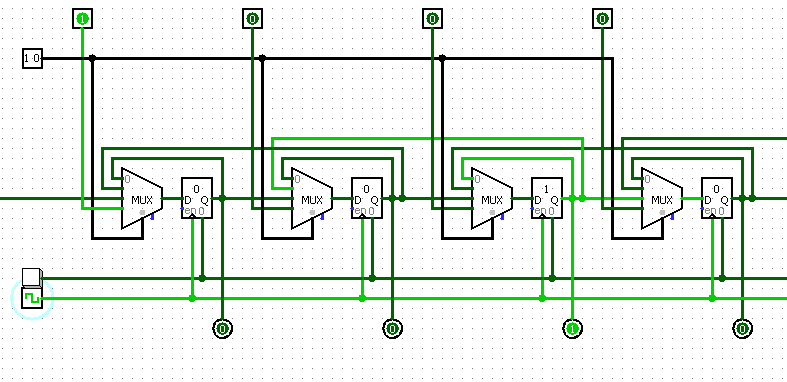 1 0 0 0
1 0
0 0 0 0
0 0 1 0
MUX D Q MUX D Q MUX D Q MUX D Q
en 0 en 0 en 0 en 0
0 0 1 0